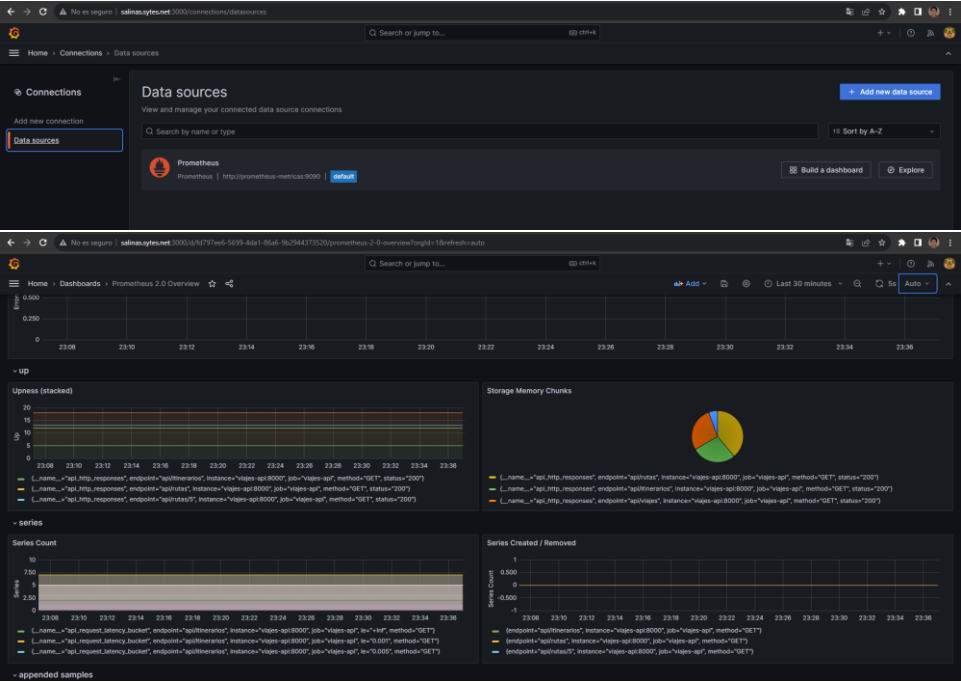 No es seguro | salinas.sytes.net:3000/connections/datasources
Search or jump to... ctrl+k
Home › Connections › Data sources
Connections
Add new connection
Data sources
Data sources
View and manage your connected data source connections
+ Add new data source
Search by name or type
Sort by A–Z
Prometheus
Prometheus | http://prometheus-metricas:9090 | default
Build a dashboard
Explore
No es seguro | salinas.sytes.net:3000/d/fd797ee6-5699-4da1-86a6-9b2944373520/prometheus-2-0-overview?orgId=1&refresh=auto
Search or jump to... ctrl+k
Home › Dashboards › Prometheus 2.0 Overview
Add
Last 30 minutes
5s
Auto
Error
0.500
0.250
0
23:08 23:10 23:12 23:14 23:16 23:18 23:20 23:22 23:24 23:26 23:28 23:30 23:32 23:34 23:36
up
Upness (stacked)
Up
20
15
10
5
0
23:08 23:10 23:12 23:14 23:16 23:18 23:20 23:22 23:24 23:26 23:28 23:30 23:32 23:34 23:36
{__name__="api_http_responses", endpoint="api/itinerarios", instance="viajes-api:8000", job="viajes-api", method="GET", status="200"}
{__name__="api_http_responses", endpoint="api/rutas", instance="viajes-api:8000", job="viajes-api", method="GET", status="200"}
{__name__="api_http_responses", endpoint="api/rutas/5", instance="viajes-api:8000", job="viajes-api", method="GET", status="200"}
Storage Memory Chunks
{__name__="api_http_responses", endpoint="api/rutas", instance="viajes-api:8000", job="viajes-api", method="GET", status="200"}
{__name__="api_http_responses", endpoint="api/itinerarios", instance="viajes-api:8000", job="viajes-api", method="GET", status="200"}
{__name__="api_http_responses", endpoint="api/viajes", instance="viajes-api:8000", job="viajes-api", method="GET", status="200"}
series
Series Count
Series
10
7.50
5
2.50
0
23:08 23:10 23:12 23:14 23:16 23:18 23:20 23:22 23:24 23:26 23:28 23:30 23:32 23:34 23:36
{__name__="api_request_latency_bucket", endpoint="api/itinerarios", instance="viajes-api:8000", job="viajes-api", le="+Inf", method="GET"}
{__name__="api_request_latency_bucket", endpoint="api/itinerarios", instance="viajes-api:8000", job="viajes-api", le="0.001", method="GET"}
{__name__="api_request_latency_bucket", endpoint="api/itinerarios", instance="viajes-api:8000", job="viajes-api", le="0.005", method="GET"}
Series Created / Removed
Series Count
1
0.500
0
-0.500
-1
23:08 23:10 23:12 23:14 23:16 23:18 23:20 23:22 23:24 23:26 23:28 23:30 23:32 23:34 23:36
{endpoint="api/itinerarios", instance="viajes-api:8000", job="viajes-api", method="GET"}
{endpoint="api/rutas", instance="viajes-api:8000", job="viajes-api", method="GET"}
{endpoint="api/rutas/5", instance="viajes-api:8000", job="viajes-api", method="GET"}
appended samples